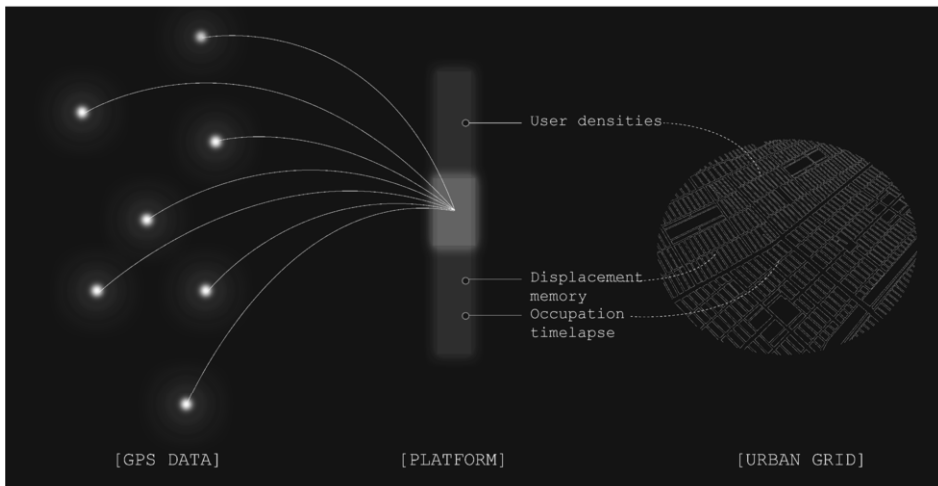 User densities
Displacement
memory
Occupation
timelapse
[GPS DATA]
[PLATFORM]
[URBAN GRID]